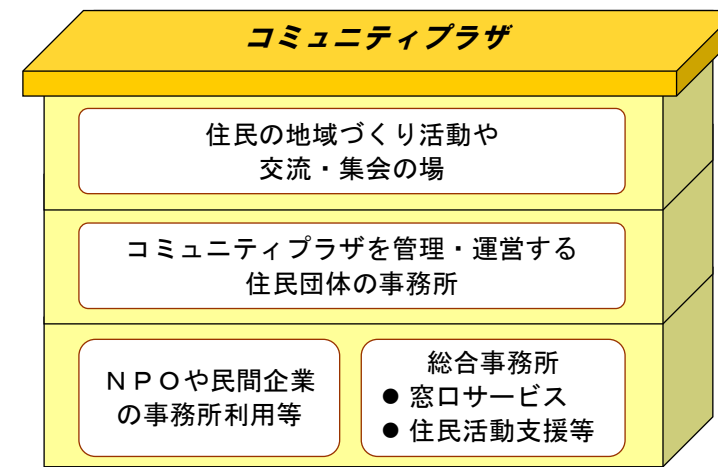 コミュニティプラザ
住民の地域づくり活動や
交流・集会の場
コミュニティプラザを管理・運営する
住民団体の事務所
ＮＰＯや民間企業
の事務所利用等
総合事務所
● 窓口サービス
● 住民活動支援等